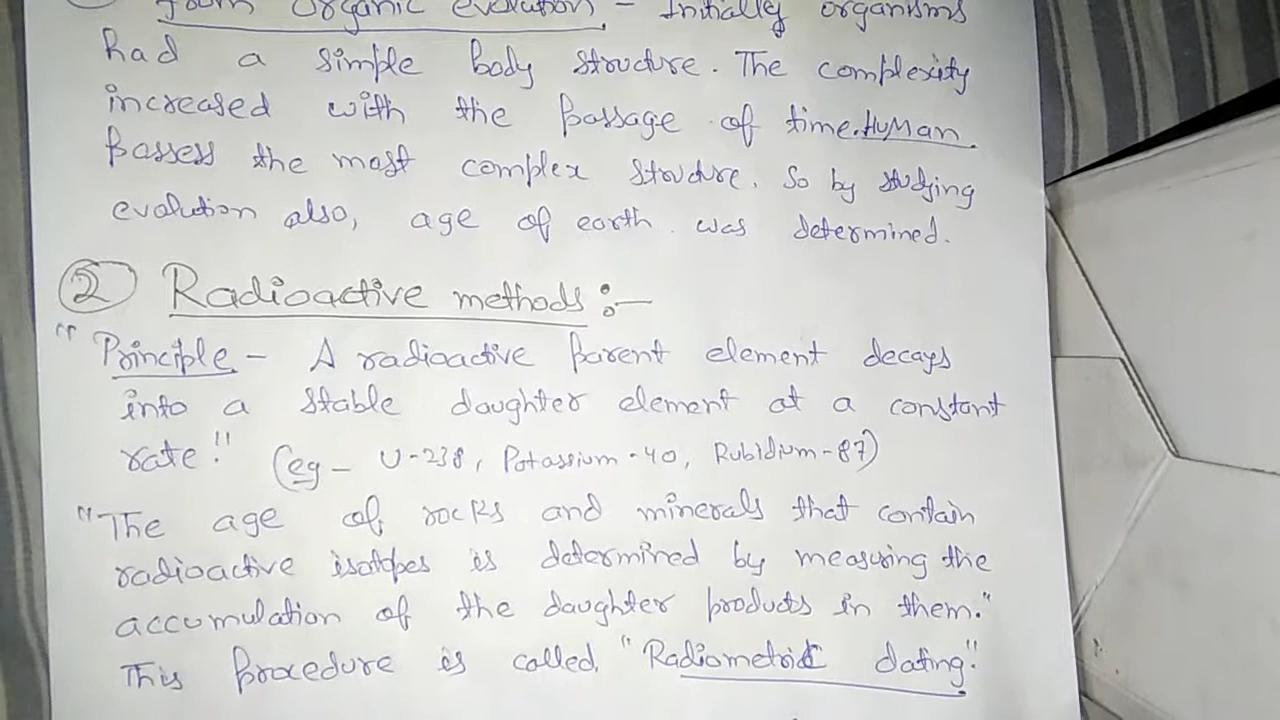 From Organic evolution - Initially organisms
had a simple body structure. The complexity
increased with the passage of time. HUMan
Possess the most complex structure. So by studying
evolution also, age of earth was determined.
② Radioactive methods :-
"Principle - A radioactive parent element decays
into a stable daughter element at a constant
rate!" (eg - U-238, Potassium-40, Rubidium-87)
"The age of rocks and minerals that contain
radioactive isotopes is determined by measuring the
accumulation of the daughter products in them."
This procedure is called "Radiometric dating".